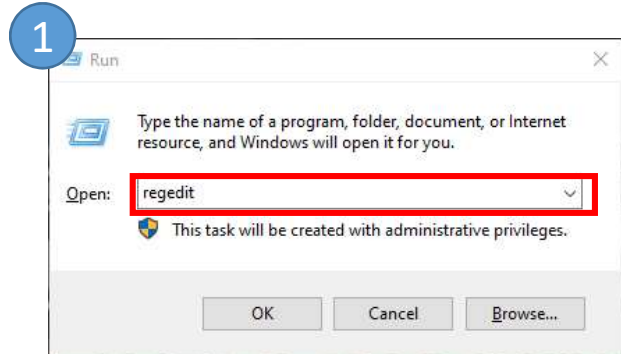 1
Run
Type the name of a program, folder, document, or Internet
resource, and Windows will open it for you.
Open: regedit
This task will be created with administrative privileges.
OK Cancel Browse...